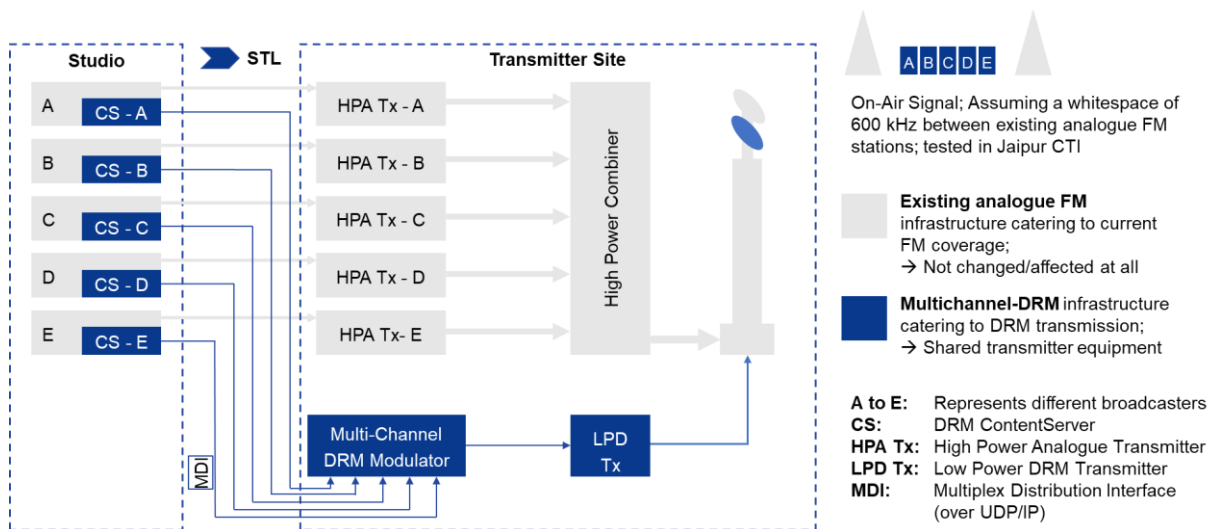 Studio
STL
Transmitter Site
A
CS - A
B
CS - B
C
CS - C
D
CS - D
E
CS - E
MDI
HPA Tx - A
HPA Tx - B
HPA Tx - C
HPA Tx - D
HPA Tx- E
High Power Combiner
Multi-Channel
DRM Modulator
LPD
Tx
A B C D E
On-Air Signal; Assuming a whitespace of
600 kHz between existing analogue FM
stations; tested in Jaipur CTI
Existing analogue FM
infrastructure catering to current
FM coverage;
→ Not changed/affected at all
Multichannel-DRM infrastructure
catering to DRM transmission;
→ Shared transmitter equipment
A to E: Represents different broadcasters
CS: DRM ContentServer
HPA Tx: High Power Analogue Transmitter
LPD Tx: Low Power DRM Transmitter
MDI: Multiplex Distribution Interface
(over UDP/IP)